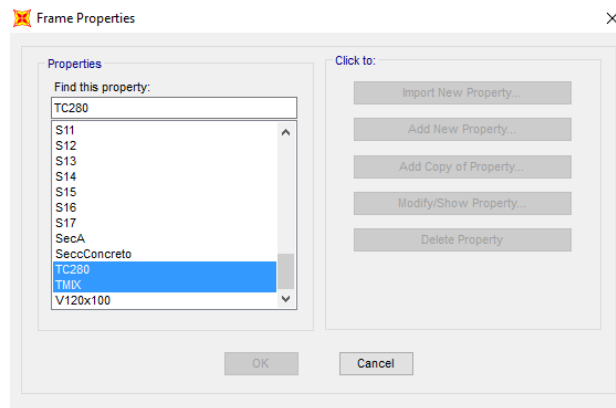 Frame Properties
Properties
Find this property:
TC280
S11
S12
S13
S14
S15
S16
S17
SecA
SeccConcreto
TC280
TMIX
V120x100
Click to:
Import New Property...
Add New Property...
Add Copy of Property...
Modify/Show Property...
Delete Property
OK
Cancel